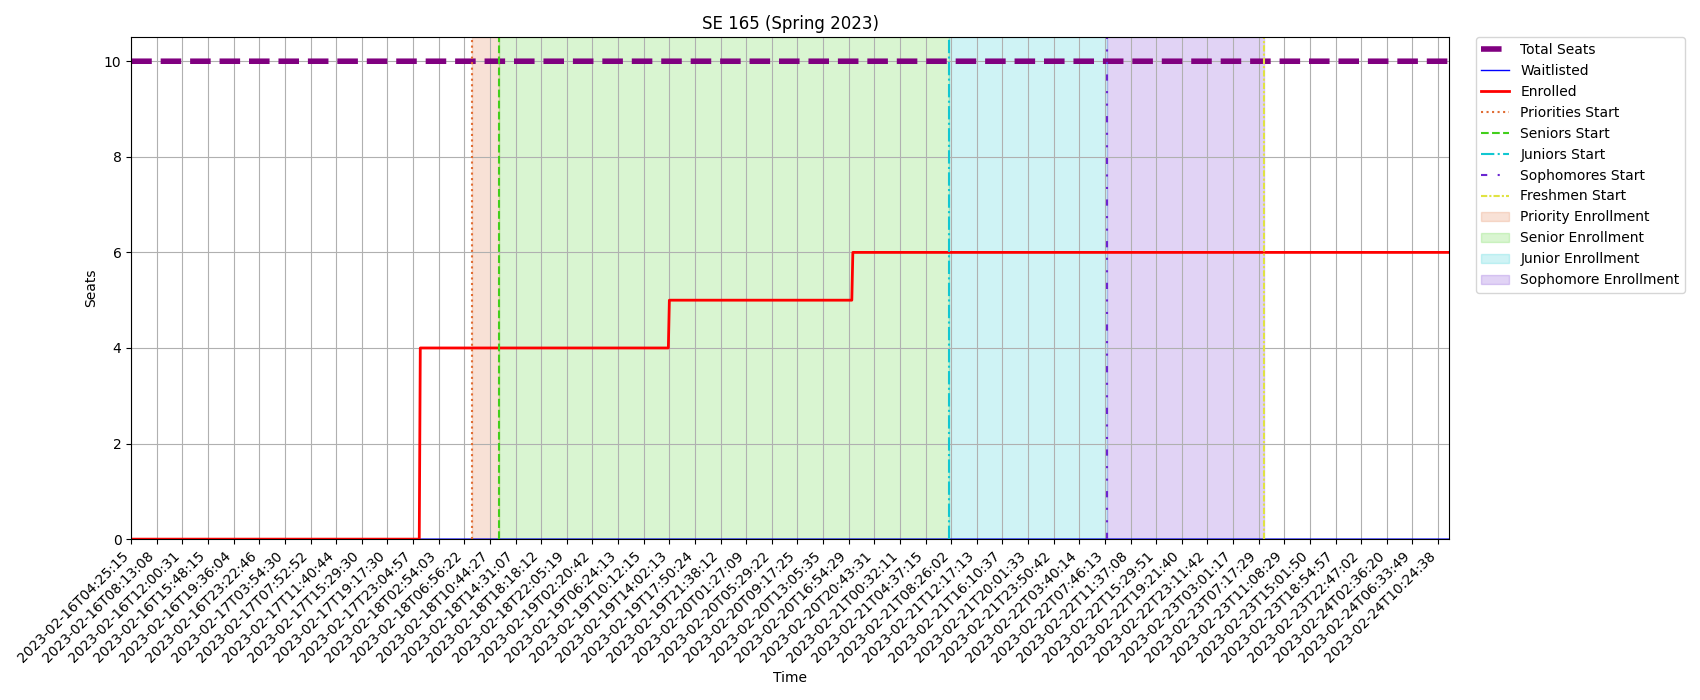 SE 165 (Spring 2023)
10
8
6
4
2
0
Seats
2023-02-16T04:25:15
2023-02-16T08:13:08
2023-02-16T12:00:31
2023-02-16T15:48:15
2023-02-16T19:36:04
2023-02-16T23:22:46
2023-02-17T03:54:30
2023-02-17T07:52:52
2023-02-17T11:40:44
2023-02-17T15:29:30
2023-02-17T19:17:30
2023-02-17T23:04:57
2023-02-18T02:54:03
2023-02-18T06:56:22
2023-02-18T10:44:27
2023-02-18T14:31:07
2023-02-18T18:18:12
2023-02-18T22:05:19
2023-02-19T02:20:42
2023-02-19T06:24:13
2023-02-19T10:12:15
2023-02-19T14:02:13
2023-02-19T17:50:24
2023-02-19T21:38:12
2023-02-20T01:27:09
2023-02-20T05:29:22
2023-02-20T09:17:25
2023-02-20T13:05:35
2023-02-20T16:54:29
2023-02-20T20:43:31
2023-02-21T00:32:11
2023-02-21T04:37:15
2023-02-21T08:26:02
2023-02-21T12:17:13
2023-02-21T16:10:37
2023-02-21T20:01:33
2023-02-21T23:50:42
2023-02-22T03:40:14
2023-02-22T07:46:13
2023-02-22T11:37:08
2023-02-22T15:29:51
2023-02-22T19:21:40
2023-02-22T23:11:42
2023-02-23T03:01:17
2023-02-23T07:17:29
2023-02-23T11:08:29
2023-02-23T15:01:50
2023-02-23T18:54:57
2023-02-23T22:47:02
2023-02-24T02:36:20
2023-02-24T06:33:49
2023-02-24T10:24:38
Time
Total Seats
Waitlisted
Enrolled
Priorities Start
Seniors Start
Juniors Start
Sophomores Start
Freshmen Start
Priority Enrollment
Senior Enrollment
Junior Enrollment
Sophomore Enrollment